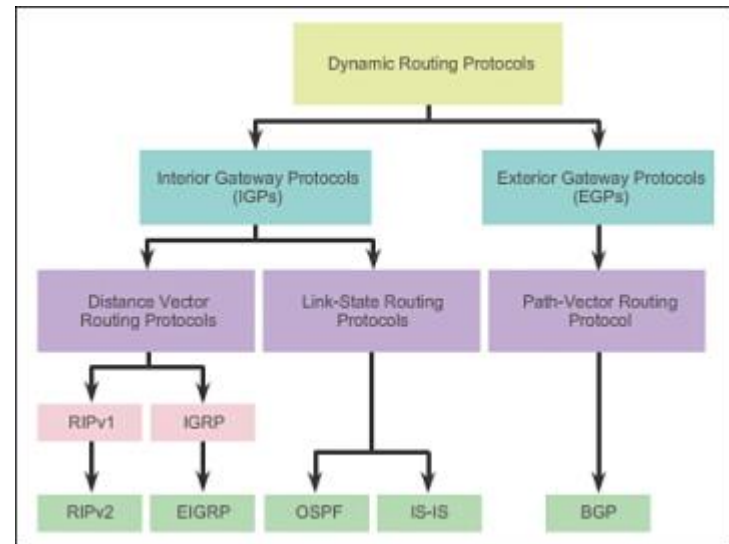 Dynamic Routing Protocols
Interior Gateway Protocols
(IGPs)
Exterior Gateway Protocols
(EGPs)
Distance Vector
Routing Protocols
Link-State Routing
Protocols
Path-Vector Routing
Protocol
RIPv1
IGRP
RIPv2
EIGRP
OSPF
IS-IS
BGP